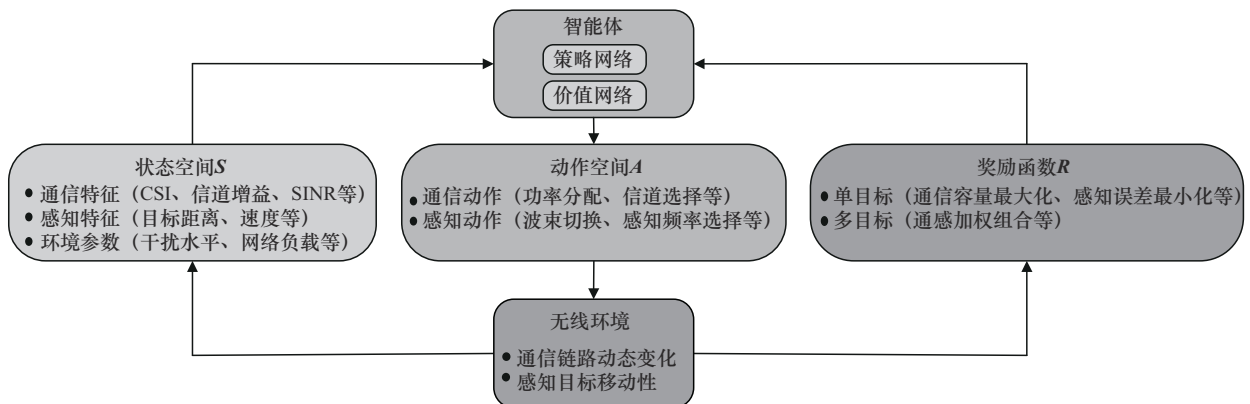 智能体
策略网络
价值网络
状态空间S
● 通信特征（CSI、信道增益、SINR等）
● 感知特征（目标距离、速度等）
● 环境参数（干扰水平、网络负载等）
动作空间A
● 通信动作（功率分配、信道选择等）
● 感知动作（波束切换、感知频率选择等）
奖励函数R
● 单目标（通信容量最大化、感知误差最小化等）
● 多目标（通感加权组合等）
无线环境
● 通信链路动态变化
● 感知目标移动性